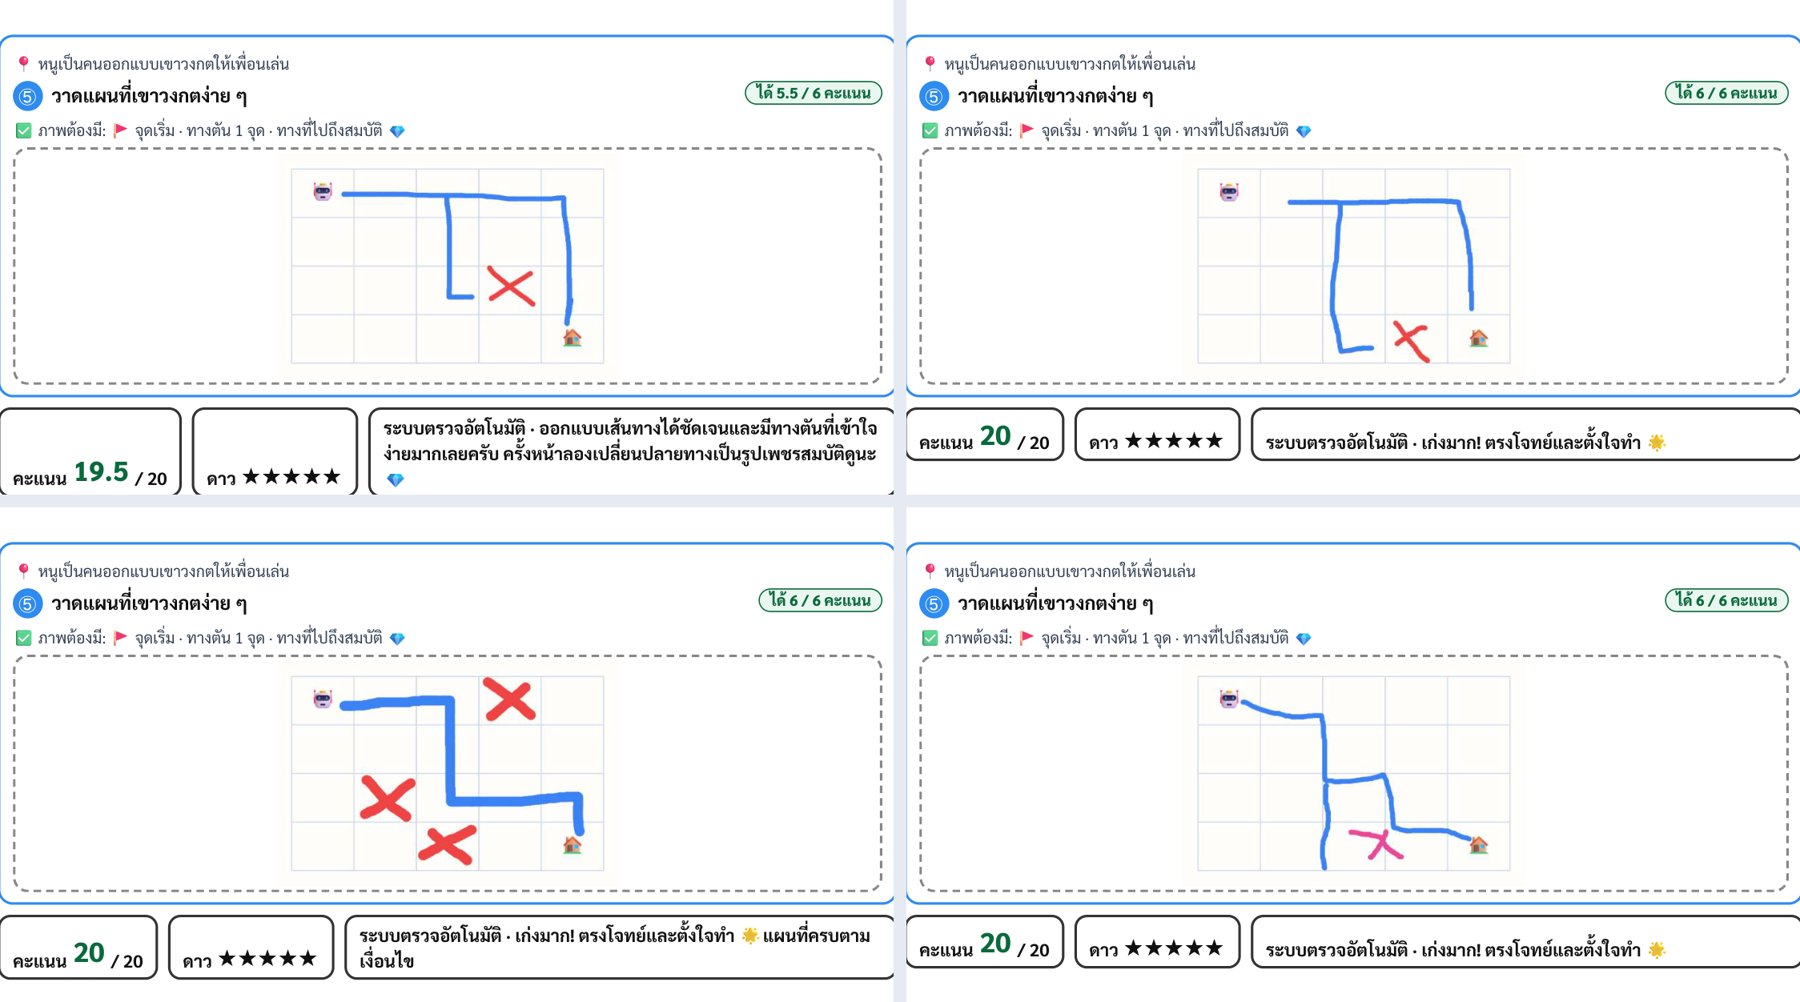 📍 หนูเป็นคนออกแบบเขาวงกตให้เพื่อนเล่น
⑤ วาดแผนที่เขาวงกตง่าย ๆ
ได้ 5.5 / 6 คะแนน
✅ ภาพต้องมี: 🚩 จุดเริ่ม · ทางตัน 1 จุด · ทางที่ไปถึงสมบัติ 💎
คะแนน 19.5 / 20
ดาว ★★★★★
ระบบตรวจอัตโนมัติ · ออกแบบเส้นทางได้ชัดเจนและมีทางตันที่เข้าใจ
ง่ายมากเลยครับ ครั้งหน้าลองเปลี่ยนปลายทางเป็นรูปเพชรสมบัติดูนะ
💎
📍 หนูเป็นคนออกแบบเขาวงกตให้เพื่อนเล่น
⑤ วาดแผนที่เขาวงกตง่าย ๆ
ได้ 6 / 6 คะแนน
✅ ภาพต้องมี: 🚩 จุดเริ่ม · ทางตัน 1 จุด · ทางที่ไปถึงสมบัติ 💎
คะแนน 20 / 20
ดาว ★★★★★
ระบบตรวจอัตโนมัติ · เก่งมาก! ตรงโจทย์และตั้งใจทำ 🌟
📍 หนูเป็นคนออกแบบเขาวงกตให้เพื่อนเล่น
⑤ วาดแผนที่เขาวงกตง่าย ๆ
ได้ 6 / 6 คะแนน
✅ ภาพต้องมี: 🚩 จุดเริ่ม · ทางตัน 1 จุด · ทางที่ไปถึงสมบัติ 💎
คะแนน 20 / 20
ดาว ★★★★★
ระบบตรวจอัตโนมัติ · เก่งมาก! ตรงโจทย์และตั้งใจทำ 🌟 แผนที่ครบตาม
เงื่อนไข
📍 หนูเป็นคนออกแบบเขาวงกตให้เพื่อนเล่น
⑤ วาดแผนที่เขาวงกตง่าย ๆ
ได้ 6 / 6 คะแนน
✅ ภาพต้องมี: 🚩 จุดเริ่ม · ทางตัน 1 จุด · ทางที่ไปถึงสมบัติ 💎
คะแนน 20 / 20
ดาว ★★★★★
ระบบตรวจอัตโนมัติ · เก่งมาก! ตรงโจทย์และตั้งใจทำ 🌟